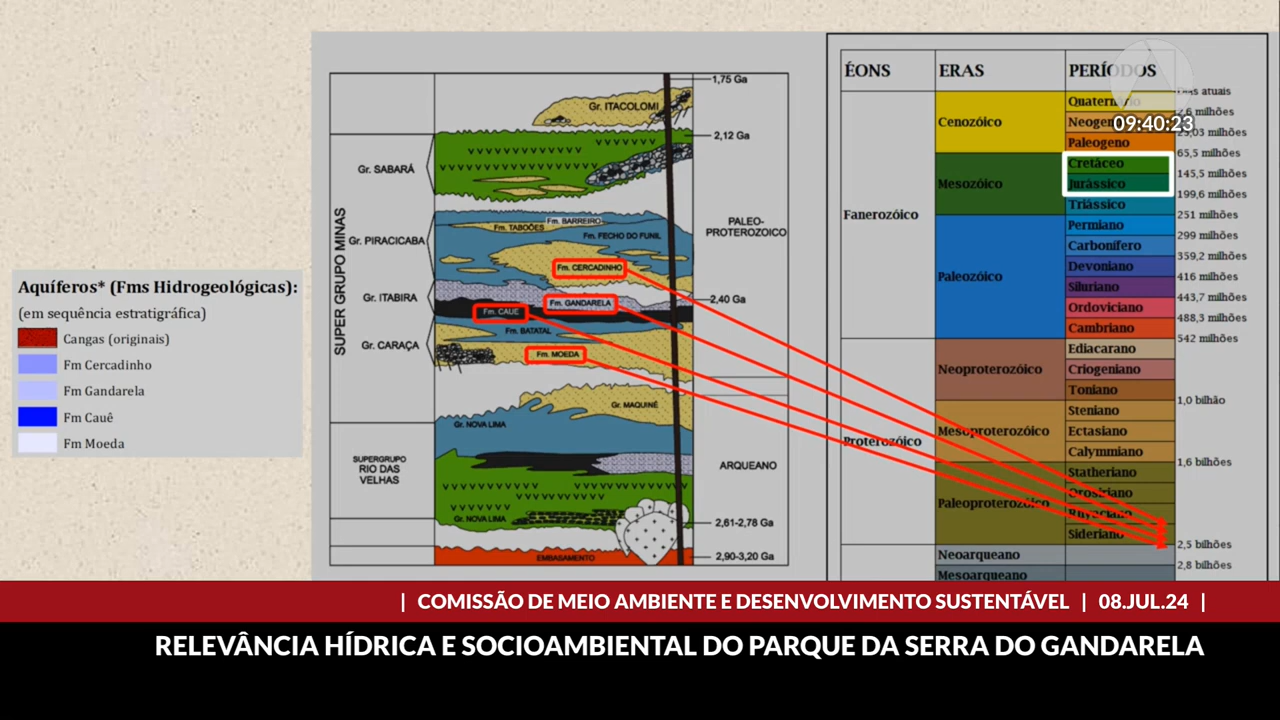 Aquíferos* (Fms Hidrogeológicas):
(em sequência estratigráfica)
Cangas (originais)
Fm Cercadinho
Fm Gandarela
Fm Cauê
Fm Moeda
1,75 Ga
Gr. ITACOLOMI
2,12 Ga
Gr. SABARÁ
SUPER GRUPO MINAS
Fm. BARREIRO
Fm. TABOÕES
Fm. FECHO DO FUNIL
PALEO-
PROTEROZOICO
Gr. PIRACICABA
Fm. CERCADINHO
Gr. ITABIRA
Fm. GANDARELA
2,40 Ga
Fm. CAUE
Fm. BATATAL
Gr. CARAÇA
Fm. MOEDA
Gr. MAQUINÉ
Gr. NOVA LIMA
SUPERGRUPO
RIO DAS
VELHAS
ARQUEANO
Gr. NOVA LIMA
2,61-2,78 Ga
EMBASAMENTO
2,90-3,20 Ga
ÉONS
ERAS
PERÍODOS
atuais
Cenozóico
Quaternário
Neogeno
Paleogeno
09:40:23
65,5 milhões
Mesozóico
Cretáceo
145,5 milhões
Jurássico
199,6 milhões
Triássico
251 milhões
Fanerozóico
Paleozóico
Permiano
299 milhões
Carbonífero
359,2 milhões
Devoniano
416 milhões
Siluriano
443,7 milhões
Ordoviciano
488,3 milhões
Cambriano
542 milhões
Proterozóico
Neoproterozóico
Ediacarano
Criogeniano
Toniano
1,0 bilhão
Mesoproterozóico
Steniano
Ectasiano
Calymmiano
1,6 bilhões
Paleoproterozóico
Statheriano
Orosiriano
Rhyaciano
Sideriano
2,5 bilhões
Neoarqueano
2,8 bilhões
Mesoarqueano
| COMISSÃO DE MEIO AMBIENTE E DESENVOLVIMENTO SUSTENTÁVEL | 08.JUL.24 |
RELEVÂNCIA HÍDRICA E SOCIOAMBIENTAL DO PARQUE DA SERRA DO GANDARELA